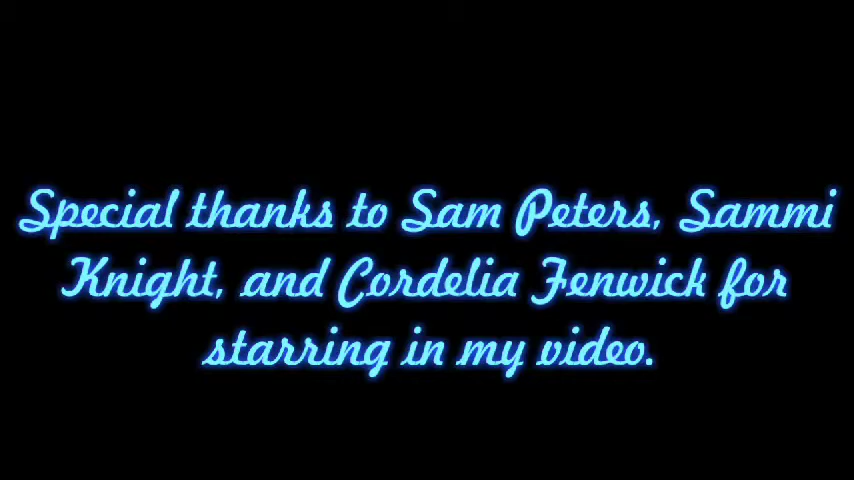 Special thanks to Sam Peters, Sammi
Knight, and Cordelia Fenwick for
starring in my video.